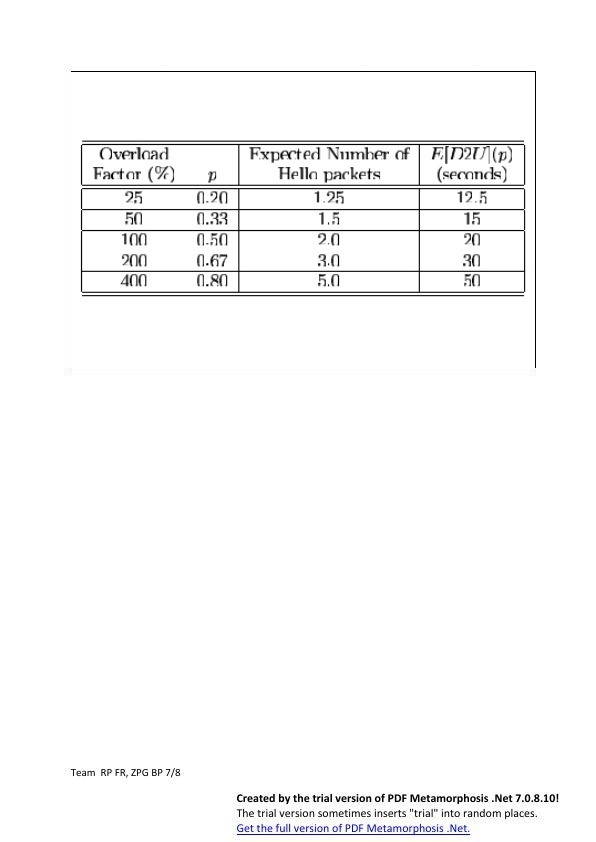 Overload Expected Number of E[D2U](p)
Factor (%) p Hello packets (seconds)
25 0.20 1.25 12.5
50 0.33 1.5 15
100 0.50 2.0 20
200 0.67 3.0 30
400 0.80 5.0 50
Team RP FR, ZPG BP 7/8
Created by the trial version of PDF Metamorphosis .Net 7.0.8.10!
The trial version sometimes inserts "trial" into random places.
Get the full version of PDF Metamorphosis .Net.